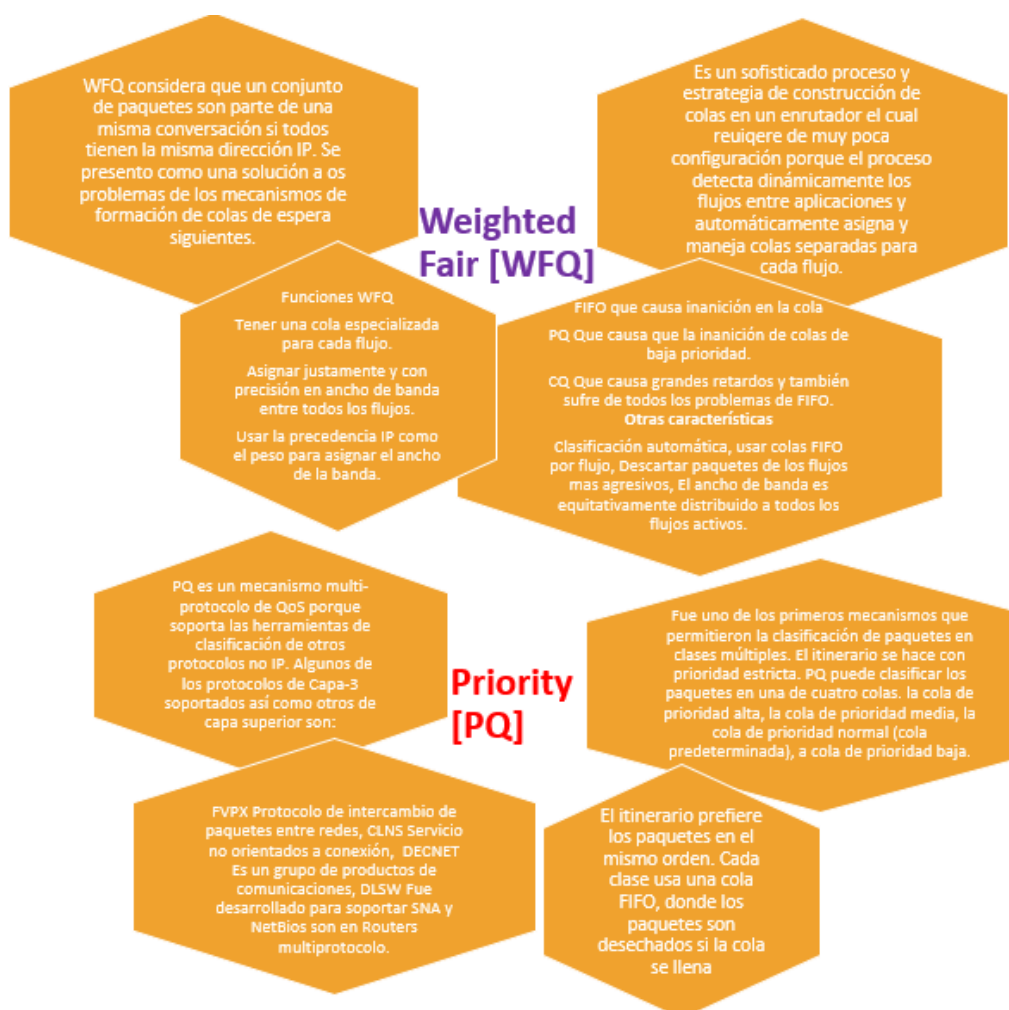 WFQ considera que un conjunto
de paquetes son parte de una
misma conversación si todos
tienen la misma dirección IP. Se
presento como una solución a os
problemas de los mecanismos de
formación de colas de espera
siguientes.
Es un sofisticado proceso y
estrategia de construcción de
colas en un enrutador el cual
reuiqere de muy poca
configuración porque el proceso
detecta dinámicamente los
flujos entre aplicaciones y
automáticamente asigna y
maneja colas separadas para
cada flujo.
Weighted
Fair [WFQ]
Funciones WFQ
Tener una cola especializada
para cada flujo.
Asignar justamente y con
precisión en ancho de banda
entre todos los flujos.
Usar la precedencia IP como
el peso para asignar el ancho
de la banda.
FIFO que causa inanición en la cola
PQ Que causa que la inanición de colas de
baja prioridad.
CQ Que causa grandes retardos y también
sufre de todos los problemas de FIFO.
Otras características
Clasificación automática, usar colas FIFO
por flujo, Descartar paquetes de los flujos
mas agresivos, El ancho de banda es
equitativamente distribuido a todos los
flujos activos.
PQ es un mecanismo multi-
protocolo de QoS porque
soporta las herramientas de
clasificación de otros
protocolos no IP. Algunos de
los protocolos de Capa-3
soportados así como otros de
capa superior son:
Fue uno de los primeros mecanismos que
permitieron la clasificación de paquetes en
clases múltiples. El itinerario se hace con
prioridad estricta. PQ puede clasificar los
paquetes en una de cuatro colas. la cola de
prioridad alta, la cola de prioridad media, la
cola de prioridad normal (cola
predeterminada), a cola de prioridad baja.
Priority
[PQ]
FVPX Protocolo de intercambio de
paquetes entre redes, CLNS Servicio
no orientados a conexión, DECNET
Es un grupo de productos de
comunicaciones, DLSW Fue
desarrollado para soportar SNA y
NetBios son en Routers
multiprotocolo.
El itinerario prefiere
los paquetes en el
mismo orden. Cada
clase usa una cola
FIFO, donde los
paquetes son
desechados si la cola
se llena